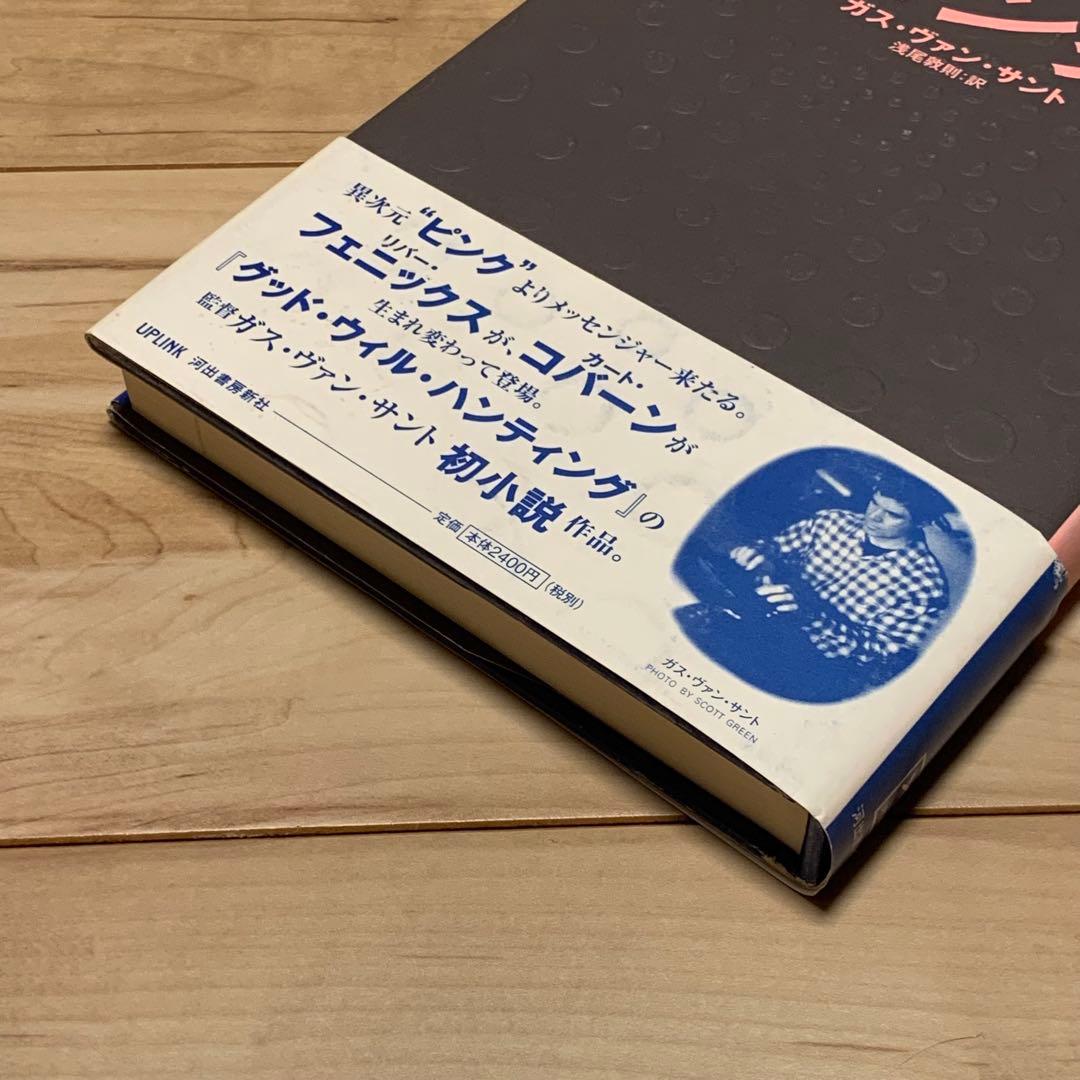 ガス・ヴァン・サント
浅尾敦則:訳
異次元“ピンク”よりメッセンジャー来たる。
リバー・フェニックスが、カート・コバーンが
生まれ変わって登場。
『グッド・ウィル・ハンティング』の
監督ガス・ヴァン・サント初小説作品。
UPLINK 河出書房新社 定価 本体2400円 (税別)
ガス・ヴァン・サント
PHOTO BY SCOTT GREEN